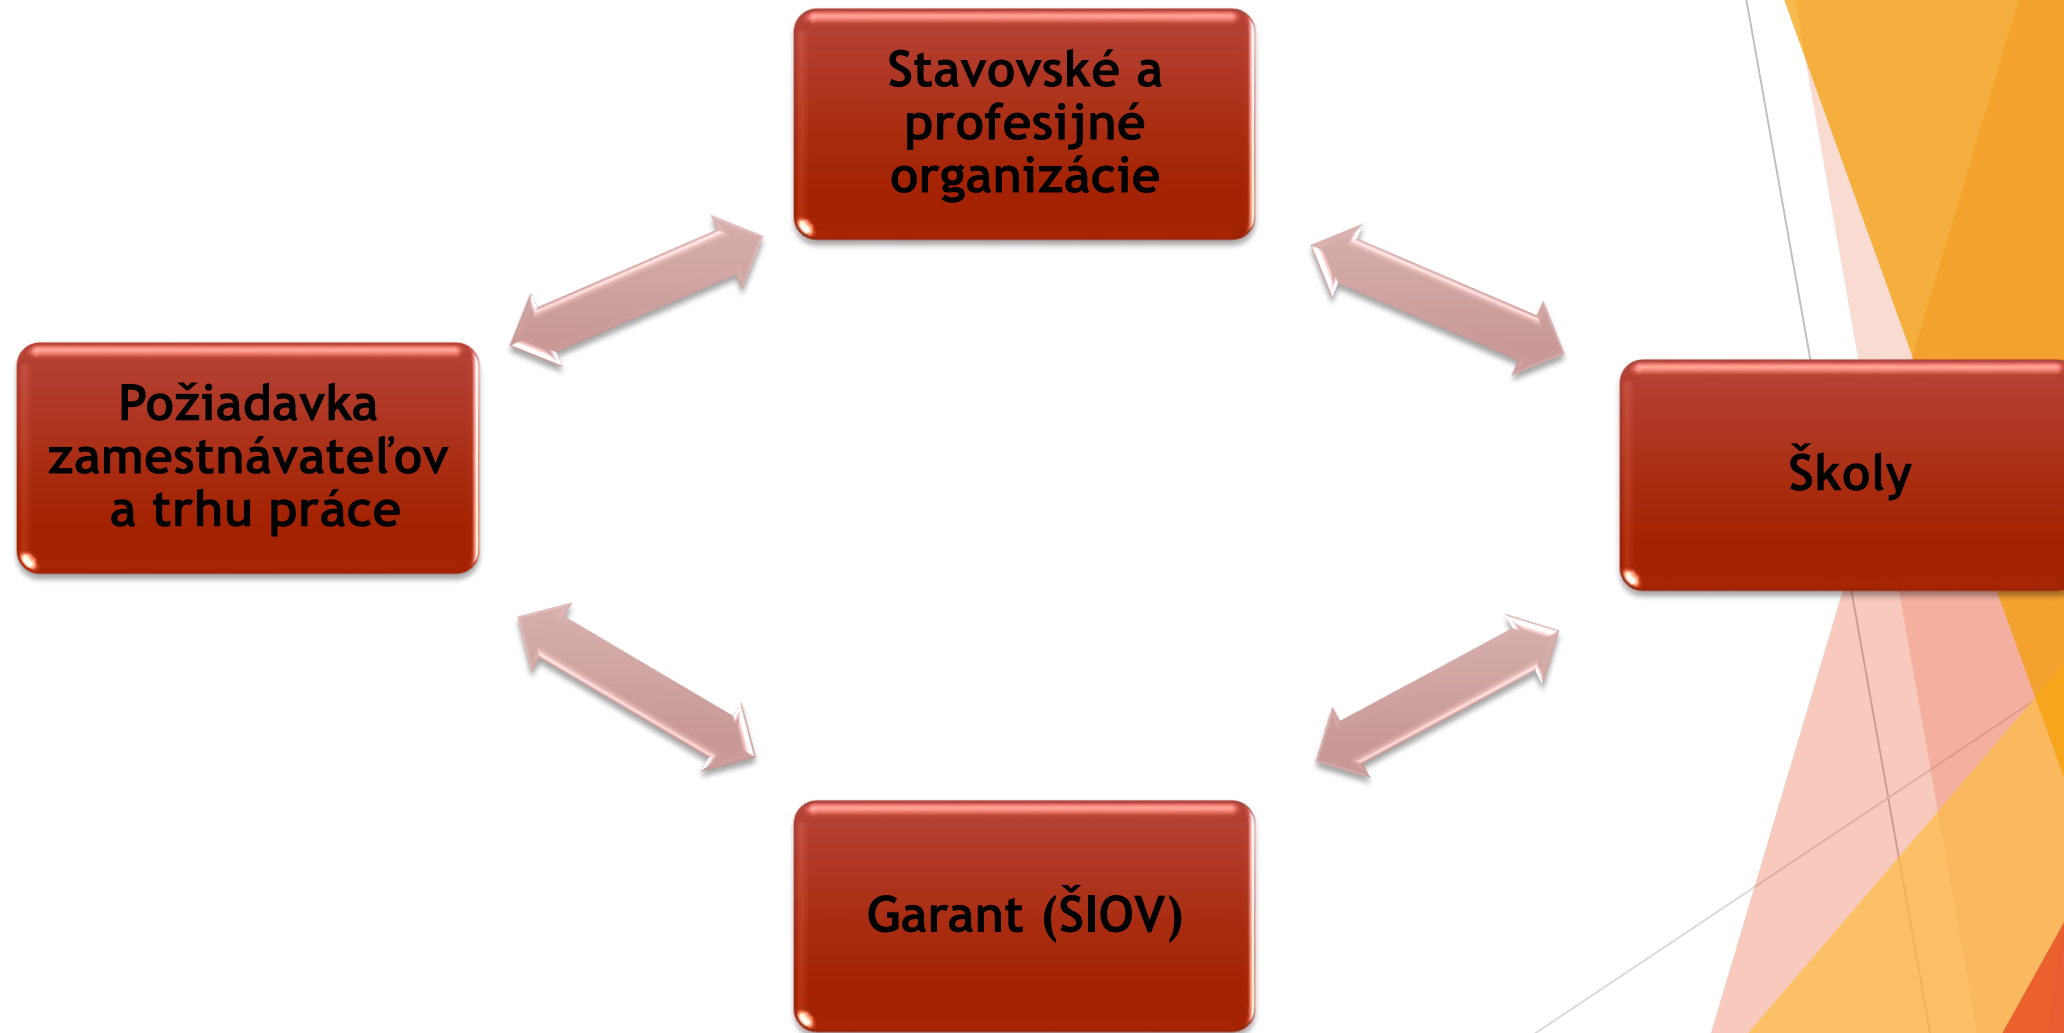 Stavovské a
profesijné
organizácie
Požiadavka
zamestnávateľov
a trhu práce
Školy
Garant (ŠIOV)